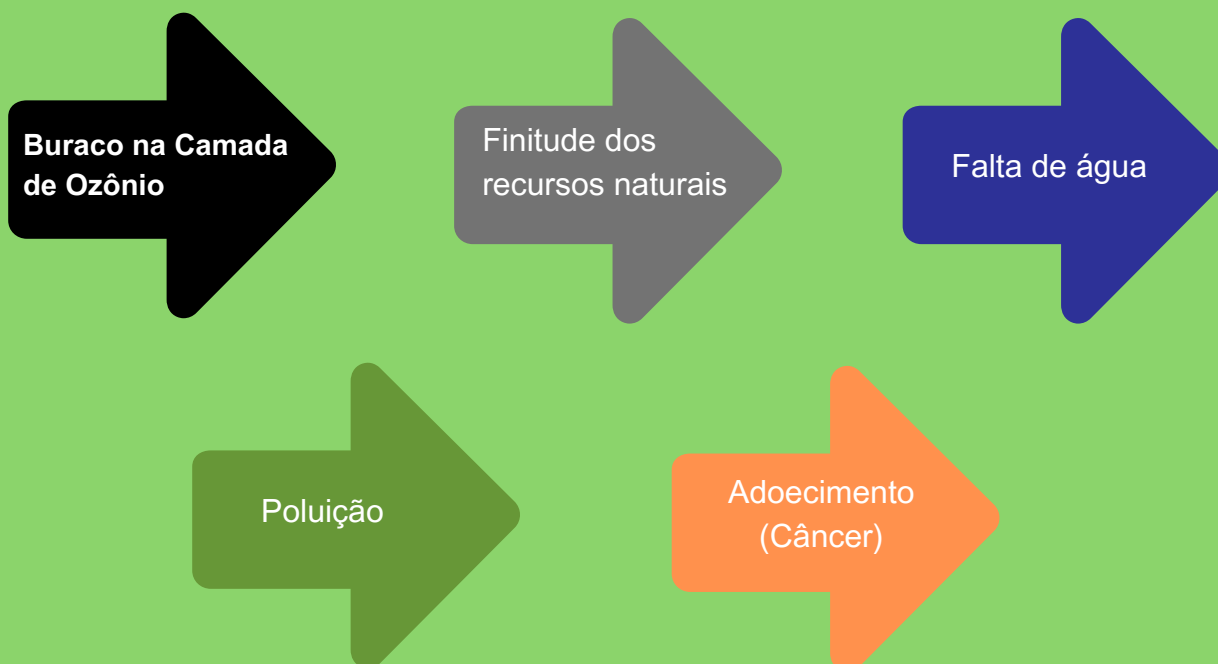 Buraco na Camada
de Ozônio
Finitude dos
recursos naturais
Falta de água
Poluição
Adoecimento
(Câncer)